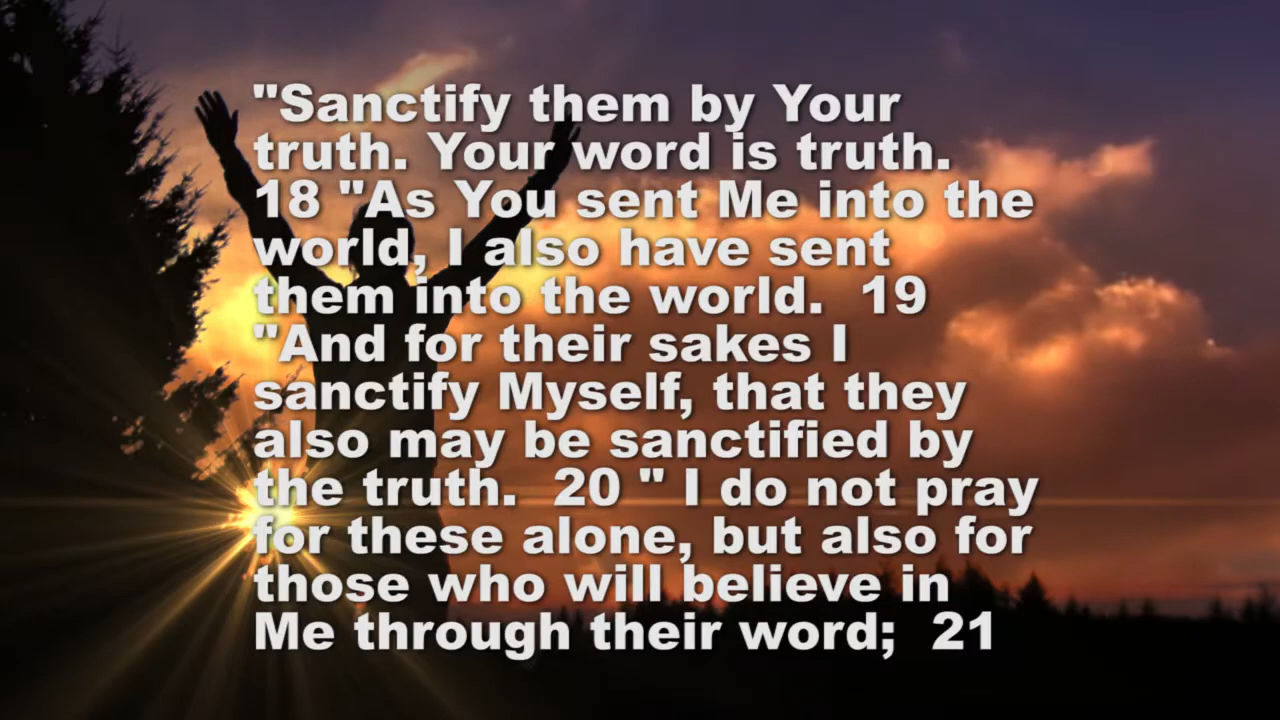 "Sanctify them by Your
truth. Your word is truth.
18 "As You sent Me into the
world, I also have sent
them into the world.  19
"And for their sakes I
sanctify Myself, that they
also may be sanctified by
the truth.  20 " I do not pray
for these alone, but also for
those who will believe in
Me through their word;  21